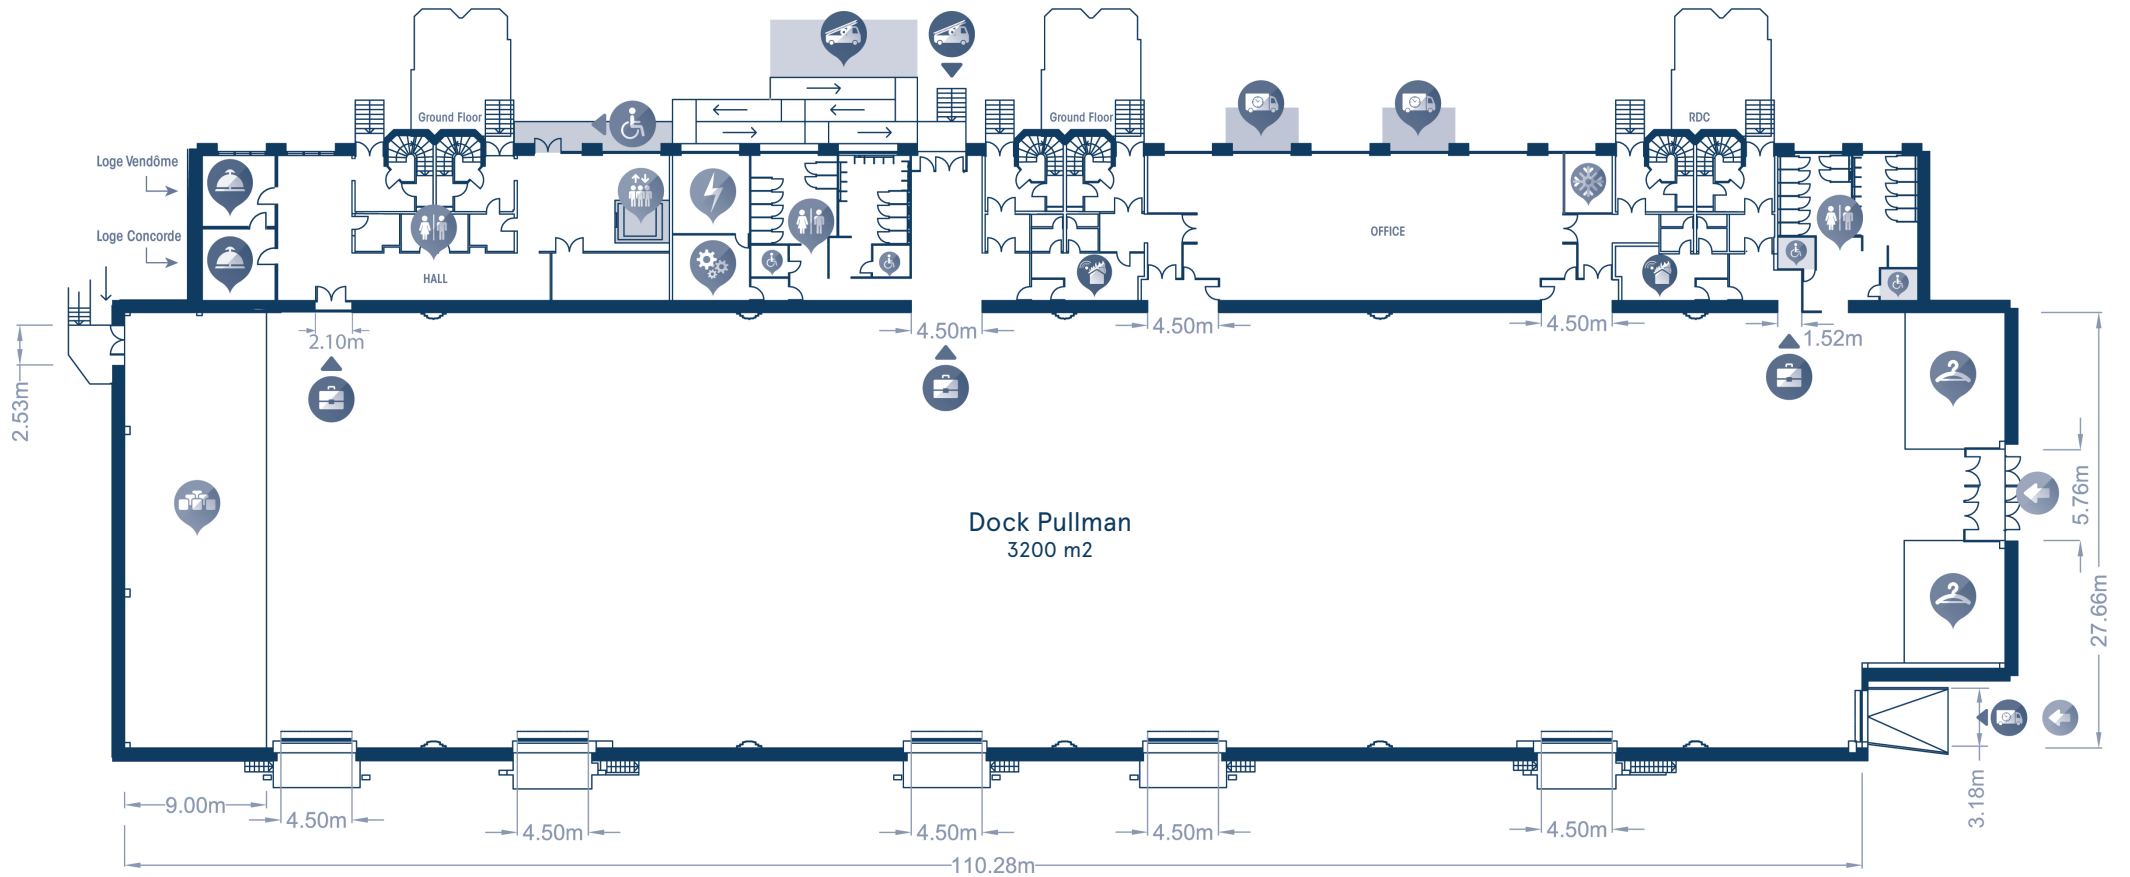 Ground Floor
Ground Floor
RDC
Loge Vendôme
Loge Concorde
HALL
OFFICE
2.10m
4.50m
4.50m
4.50m
1.52m
2.53m
5.76m
27.66m
Dock Pullman
3200 m2
3.18m
9.00m
4.50m
4.50m
4.50m
4.50m
4.50m
110.28m